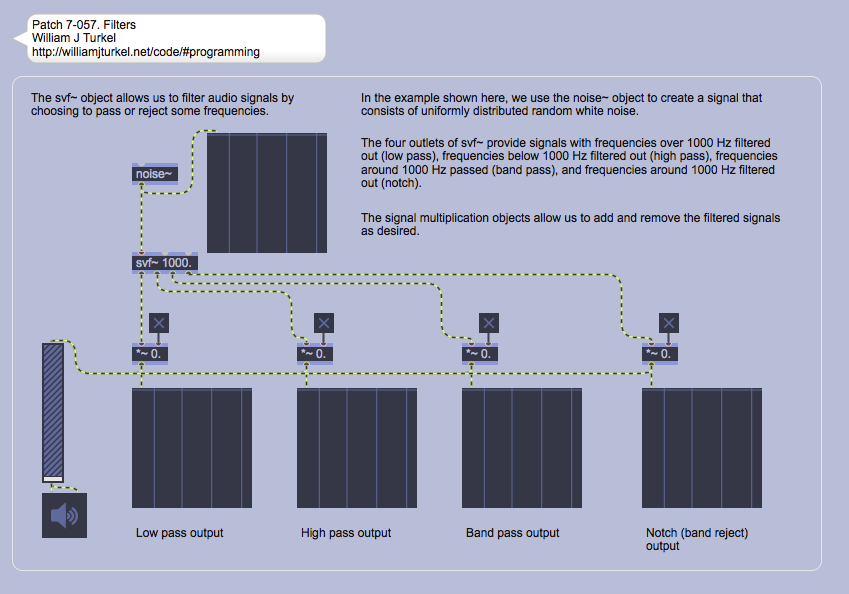 Patch 7-057. Filters
William J Turkel
http://williamjturkel.net/code/#programming
The svf~ object allows us to filter audio signals by
choosing to pass or reject some frequencies.
In the example shown here, we use the noise~ object to create a signal that
consists of uniformly distributed random white noise.
The four outlets of svf~ provide signals with frequencies over 1000 Hz filtered
out (low pass), frequencies below 1000 Hz filtered out (high pass), frequencies
around 1000 Hz passed (band pass), and frequencies around 1000 Hz filtered
out (notch).
The signal multiplication objects allow us to add and remove the filtered signals
as desired.
noise~
svf~ 1000.
*~ 0.
*~ 0.
*~ 0.
*~ 0.
Low pass output
High pass output
Band pass output
Notch (band reject)
output